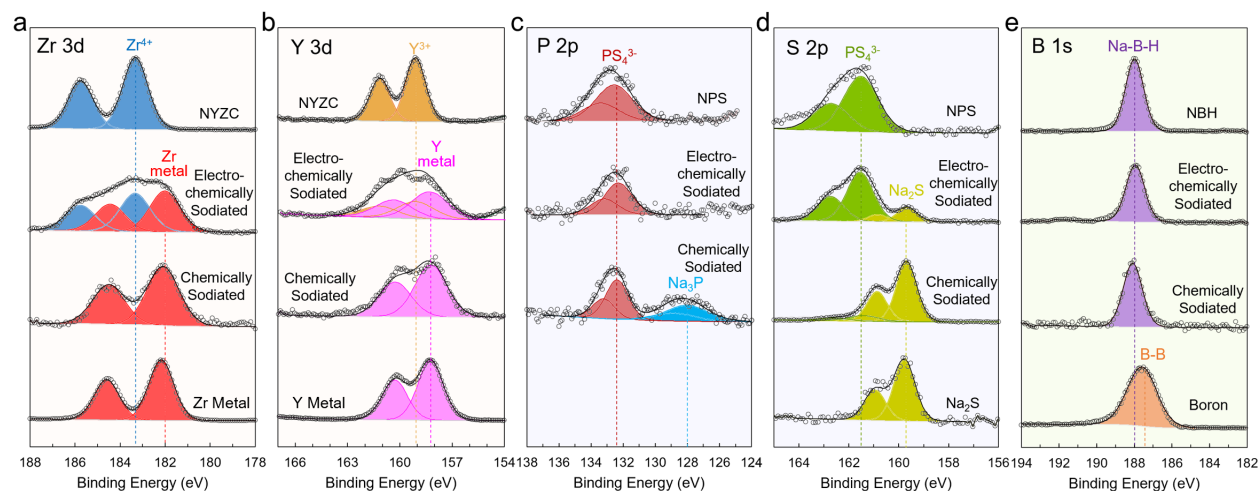 a
Zr 3d
Zr4+
NYZC
Zr
metal
Electro-
chemically
Sodiated
Chemically
Sodiated
Zr Metal
188 186 184 182 180 178
Binding Energy (eV)
b
Y 3d
Y3+
NYZC
Electro-
chemically
Sodiated
Y
metal
Chemically
Sodiated
Y Metal
166 163 160 157 154
Binding Energy (eV)
c
P 2p
PS₄³⁻
NPS
Electro-
chemically
Sodiated
Chemically
Sodiated
Na₃P
138 136 134 132 130 128 126 124
Binding Energy (eV)
d
S 2p
PS₄³⁻
NPS
Electro-
chemically
Sodiated
Na₂S
Chemically
Sodiated
Na₂S
165 162 159 156
Binding Energy (eV)
e
B 1s
Na-B-H
NBH
Electro-
chemically
Sodiated
Chemically
Sodiated
B-B
Boron
194 192 190 188 186 184 182
Binding Energy (eV)